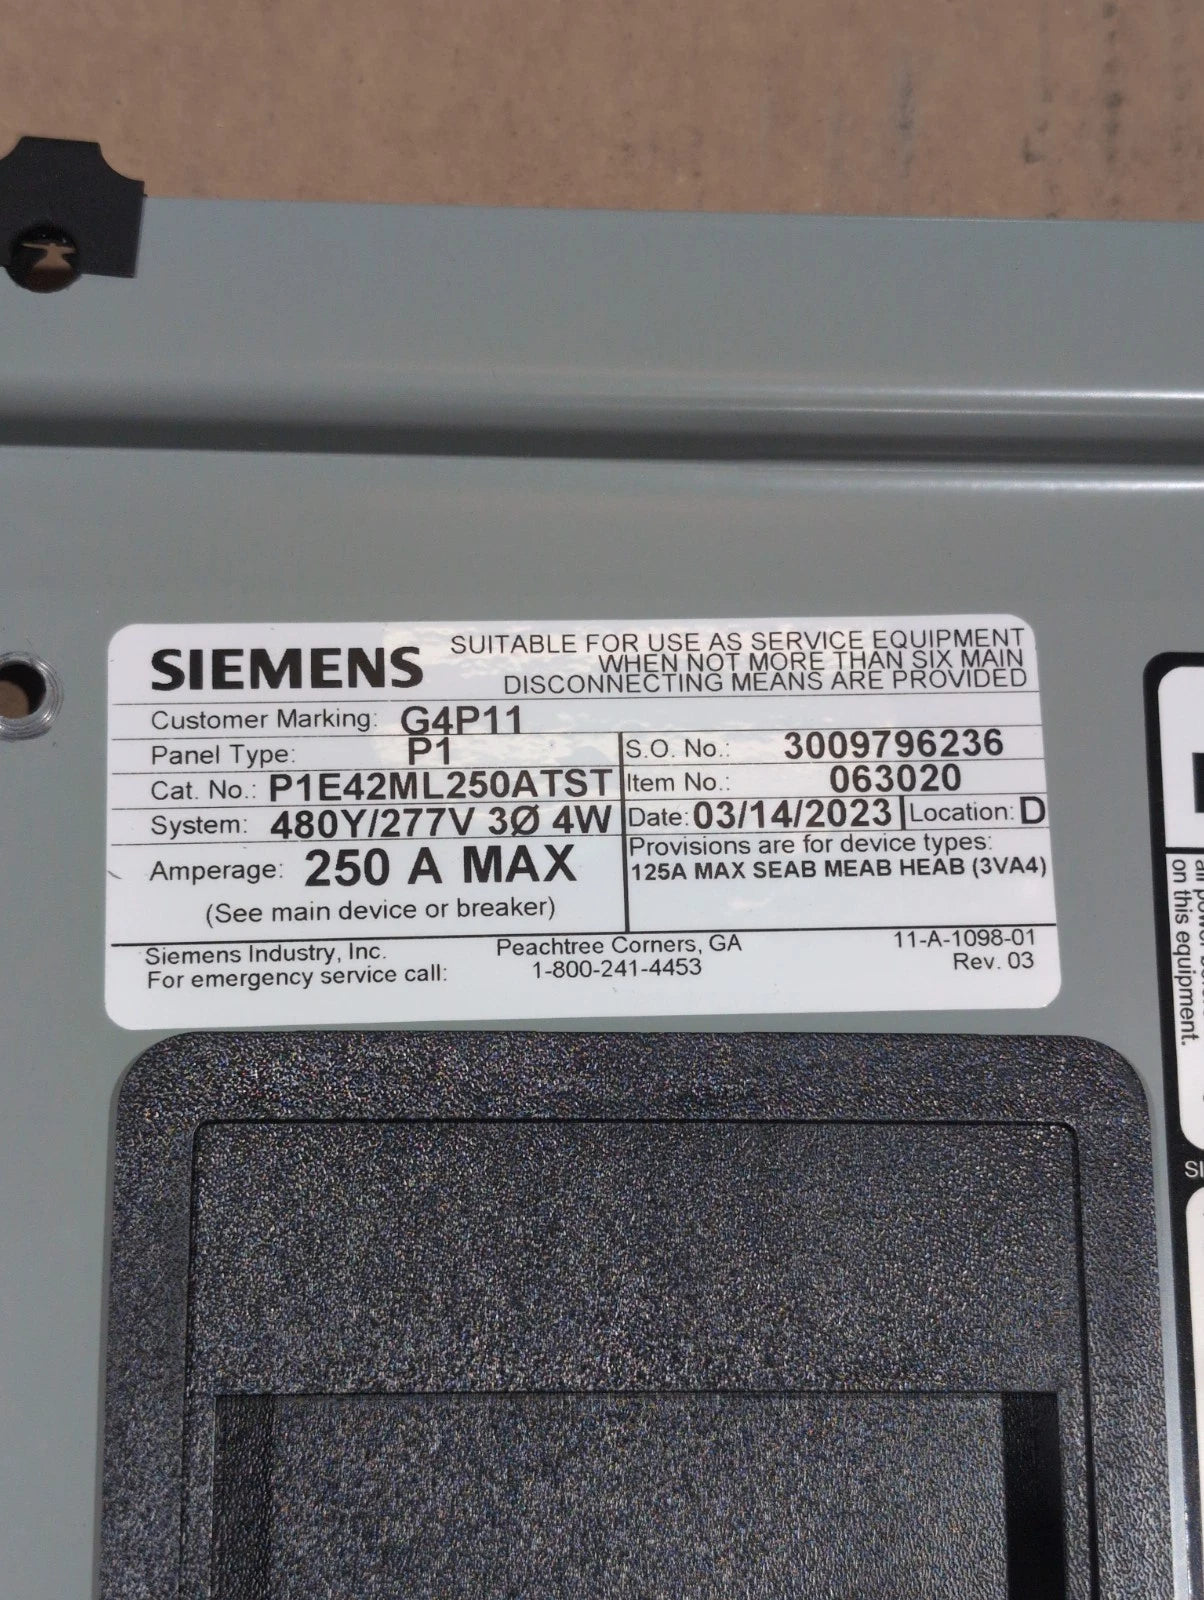 SIEMENS
SUITABLE FOR USE AS SERVICE EQUIPMENT
WHEN NOT MORE THAN SIX MAIN
DISCONNECTING MEANS ARE PROVIDED
Customer Marking: G4P11
Panel Type: P1
S.O. No.: 3009796236
Cat. No.: P1E42ML250ATST
Item No.: 063020
System: 480Y/277V 3Ø 4W
Date: 03/14/2023 Location: D
Amperage: 250 A MAX
(See main device or breaker)
Provisions are for device types:
125A MAX SEAB MEAB HEAB (3VA4)
Siemens Industry, Inc. Peachtree Corners, GA 11-A-1098-01
For emergency service call: 1-800-241-4453 Rev. 03
on this equipment.